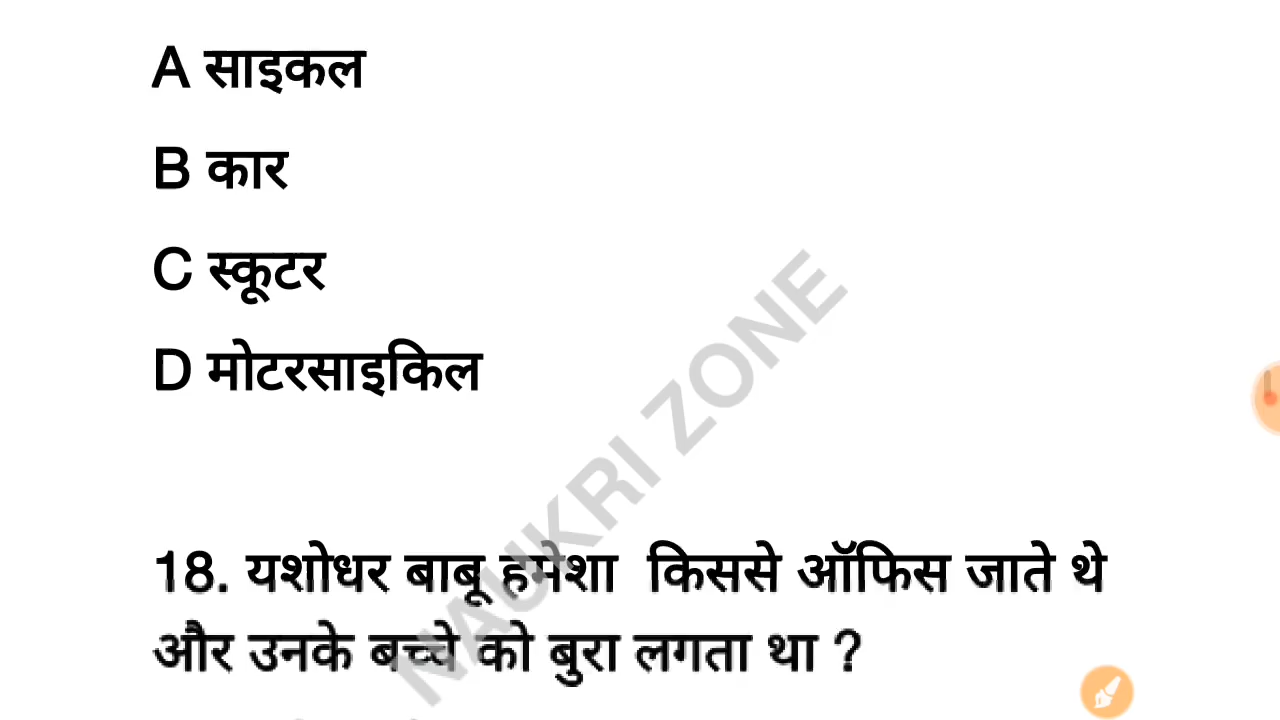 A साइकल
B कार
C स्कूटर
D मोटरसाइकिल
NAUKRI ZONE
18. यशोधर बाबू हमेशा किससे ऑफिस जाते थे
और उनके बच्चे को बुरा लगता था ?